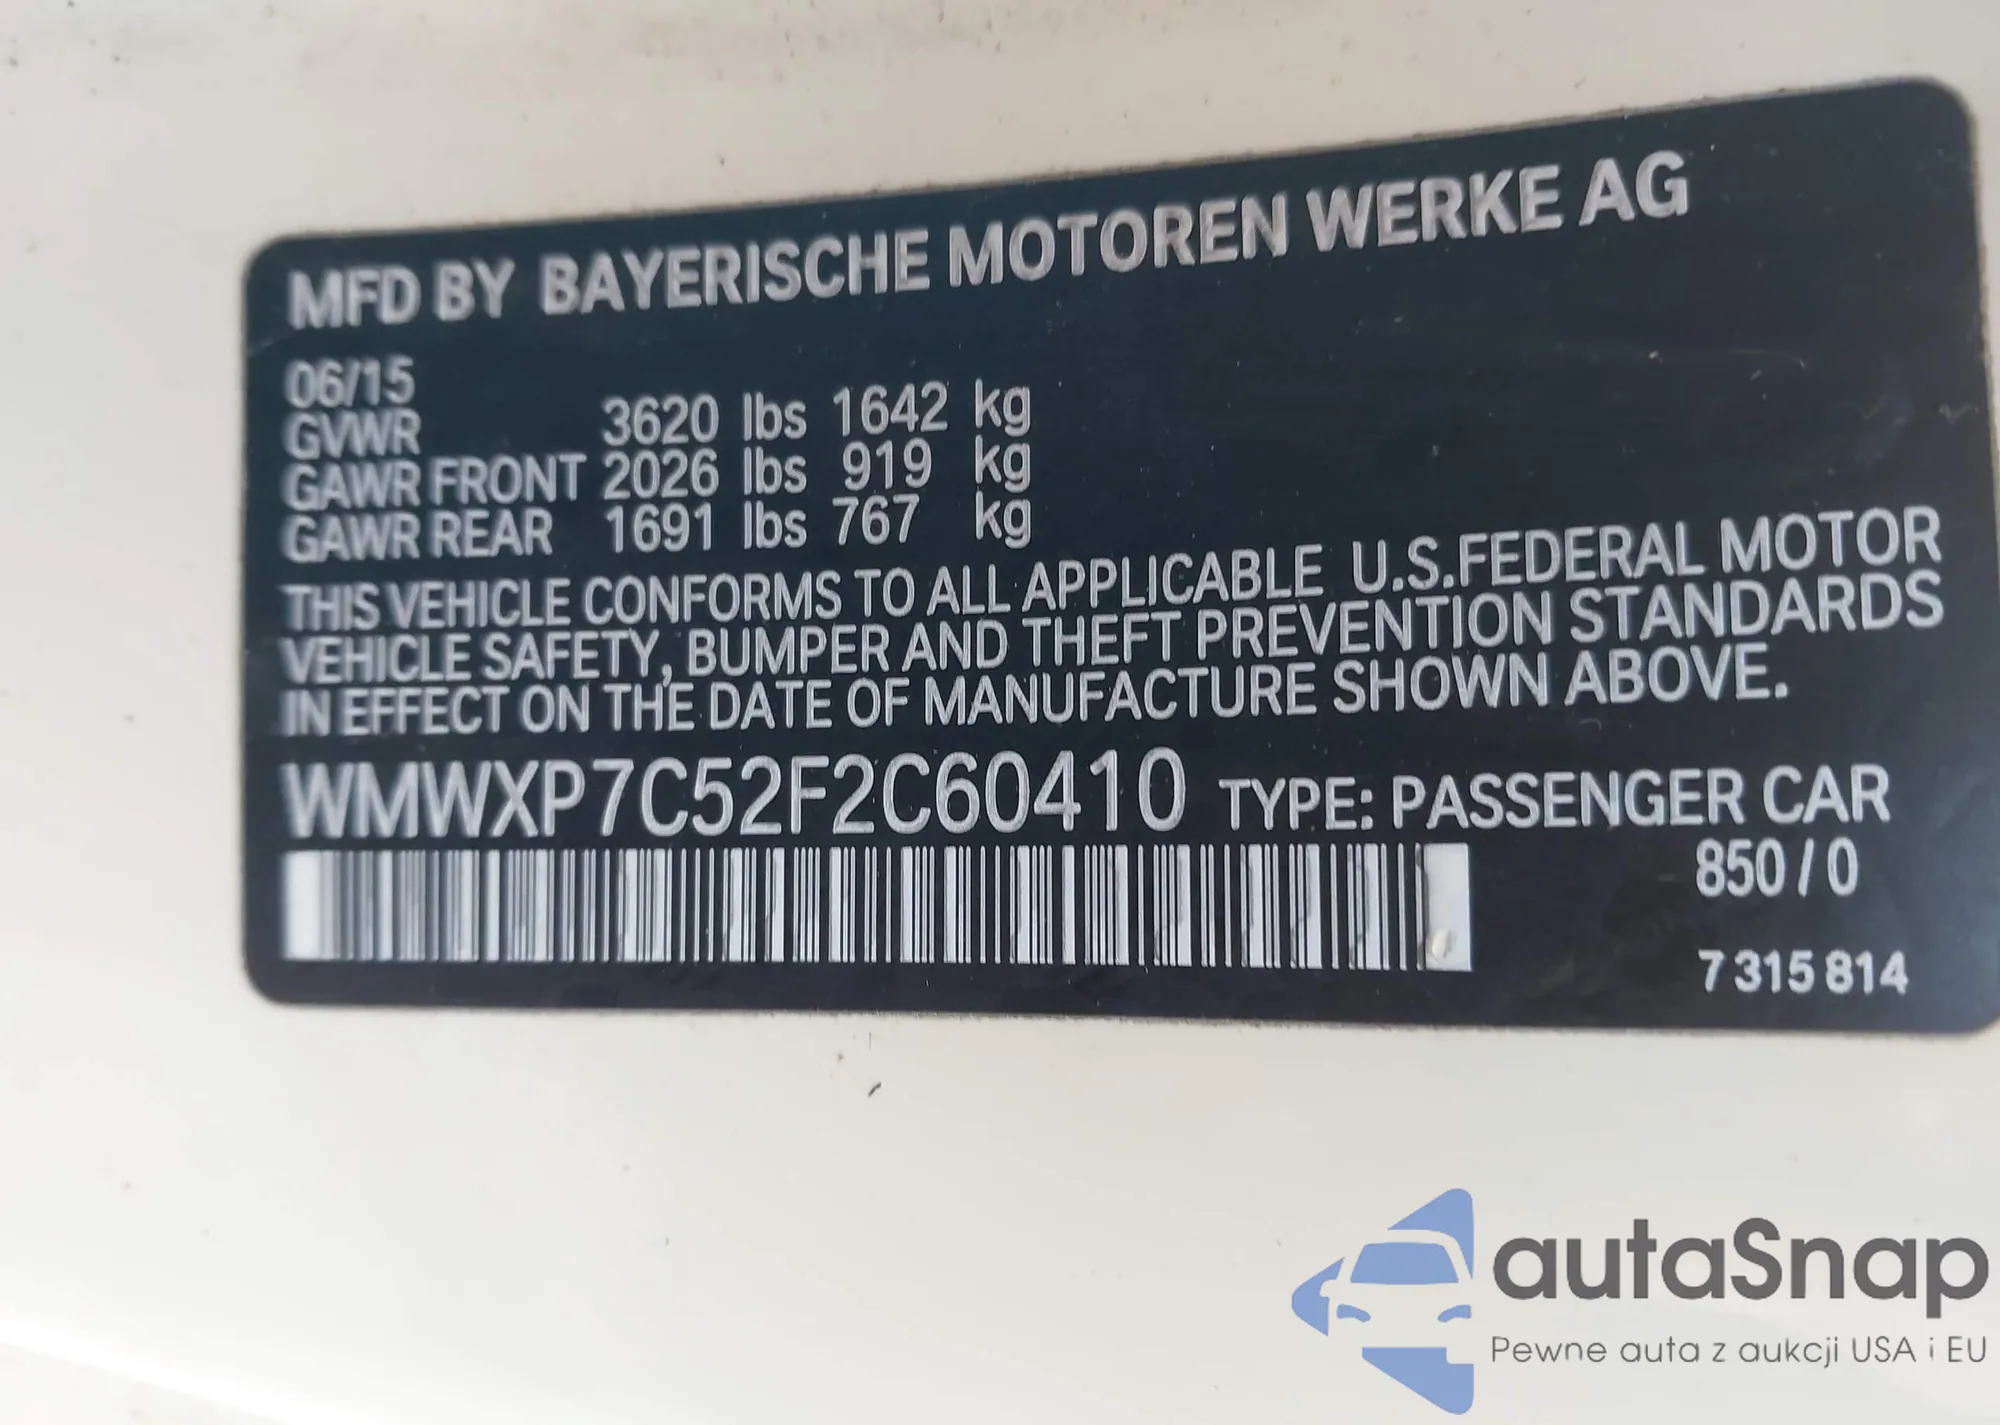 MFD BY BAYERISCHE MOTOREN WERKE AG
06/15
GVWR 3620 lbs 1642 kg
GAWR FRONT 2026 lbs 919 kg
GAWR REAR 1691 lbs 767 kg
THIS VEHICLE CONFORMS TO ALL APPLICABLE U.S.FEDERAL MOTOR
VEHICLE SAFETY, BUMPER AND THEFT PREVENTION STANDARDS
IN EFFECT ON THE DATE OF MANUFACTURE SHOWN ABOVE.
WMWXP7C52F2C60410 TYPE: PASSENGER CAR
850 / 0
7 315 814
autaSnap
Pewne auta z aukcji USA i EU